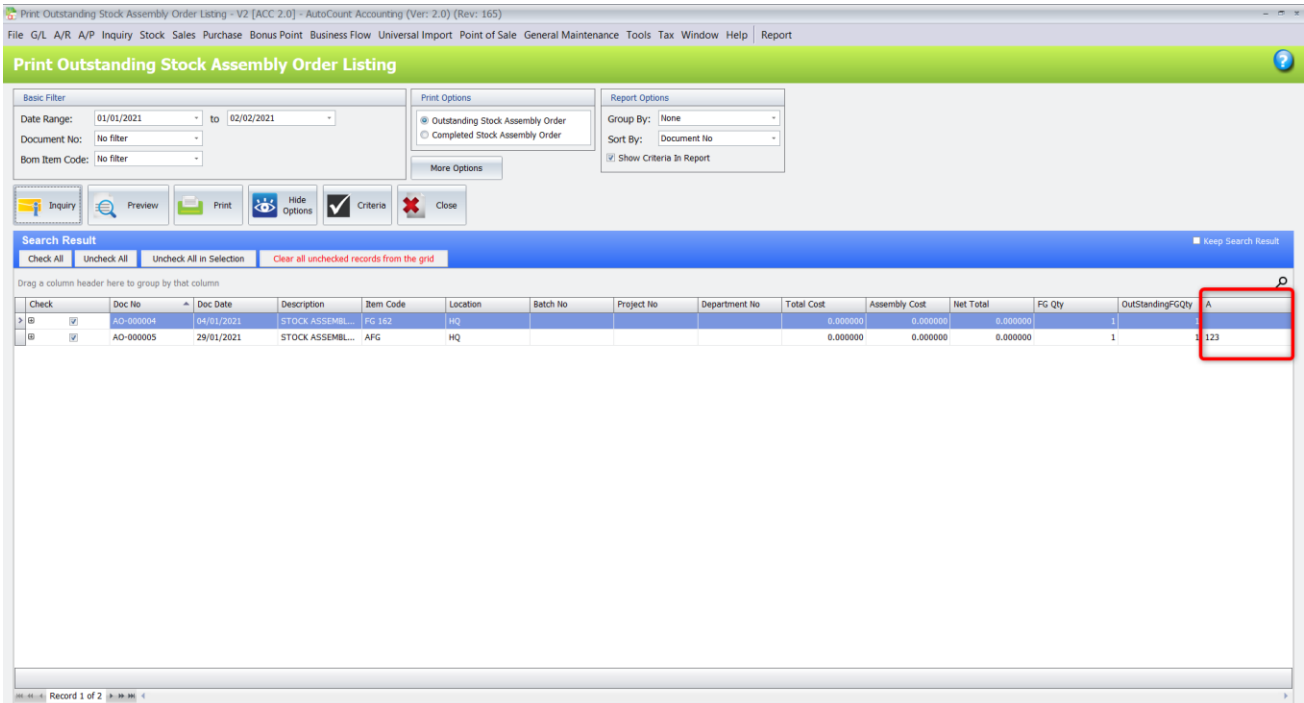 Print Outstanding Stock Assembly Order Listing - V2 [ACC 2.0] - AutoCount Accounting (Ver: 2.0) (Rev: 165)
File G/L A/R A/P Inquiry Stock Sales Purchase Bonus Point Business Flow Universal Import Point of Sale General Maintenance Tools Tax Window Help Report
Print Outstanding Stock Assembly Order Listing
Basic Filter Print Options Report Options
Date Range: 01/01/2021 to 02/02/2021 Outstanding Stock Assembly Order Group By: None
Document No: No filter Completed Stock Assembly Order Sort By: Document No
Bom Item Code: No filter More Options Show Criteria In Report
Inquiry Preview Print Hide Options Criteria Close
Search Result Keep Search Result
Check All Uncheck All Uncheck All in Selection Clear all unchecked records from the grid
Drag a column header here to group by that column
Check Doc No Doc Date Description Item Code Location Batch No Project No Department No Total Cost Assembly Cost Net Total FG Qty OutStandingFGQty A
AO-000004 04/01/2021 STOCK ASSEMBL... FG 162 HQ 0.000000 0.000000 0.000000 1 1
AO-000005 29/01/2021 STOCK ASSEMBL... AFG HQ 0.000000 0.000000 0.000000 1 1 123
Record 1 of 2